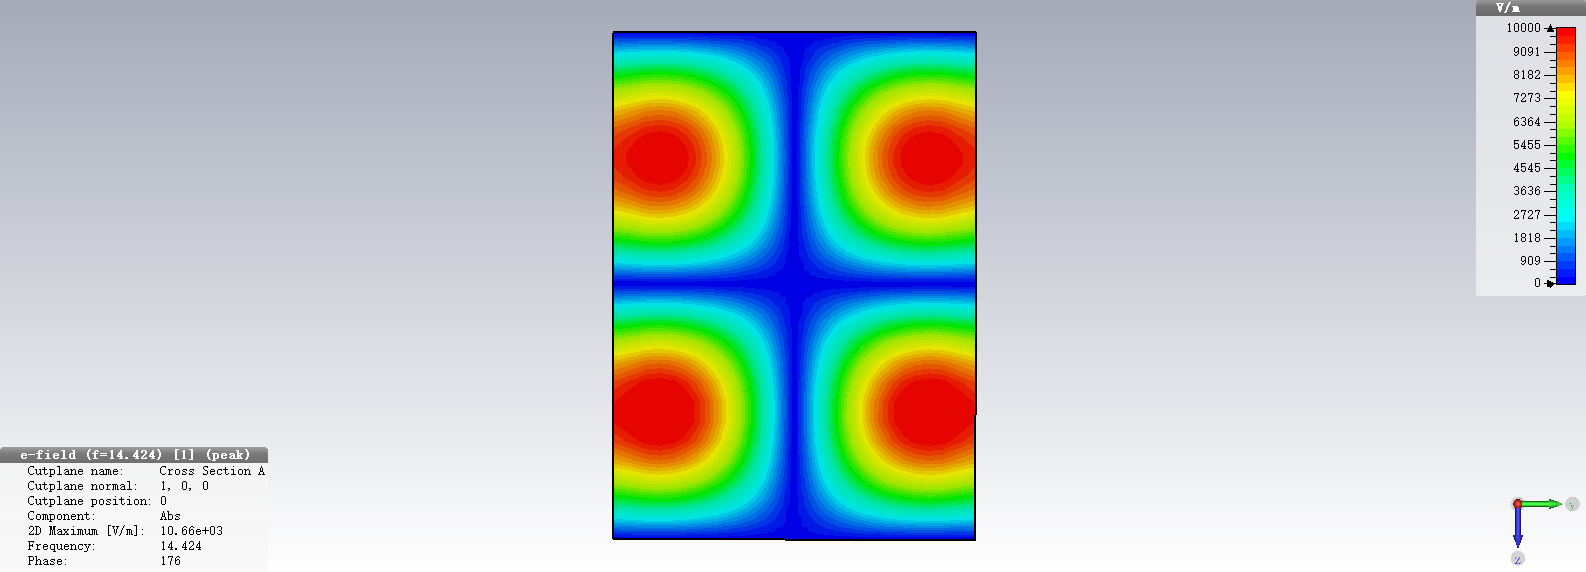 V/m
10000
9091
8182
7273
6364
5455
4545
3636
2727
1818
909
0
e-field (f=14.424) [1] (peak)
Cutplane name: Cross Section A
Cutplane normal: 1, 0, 0
Cutplane position: 0
Component: Abs
2D Maximum [V/m]: 10.66e+03
Frequency: 14.424
Phase: 176
y
z